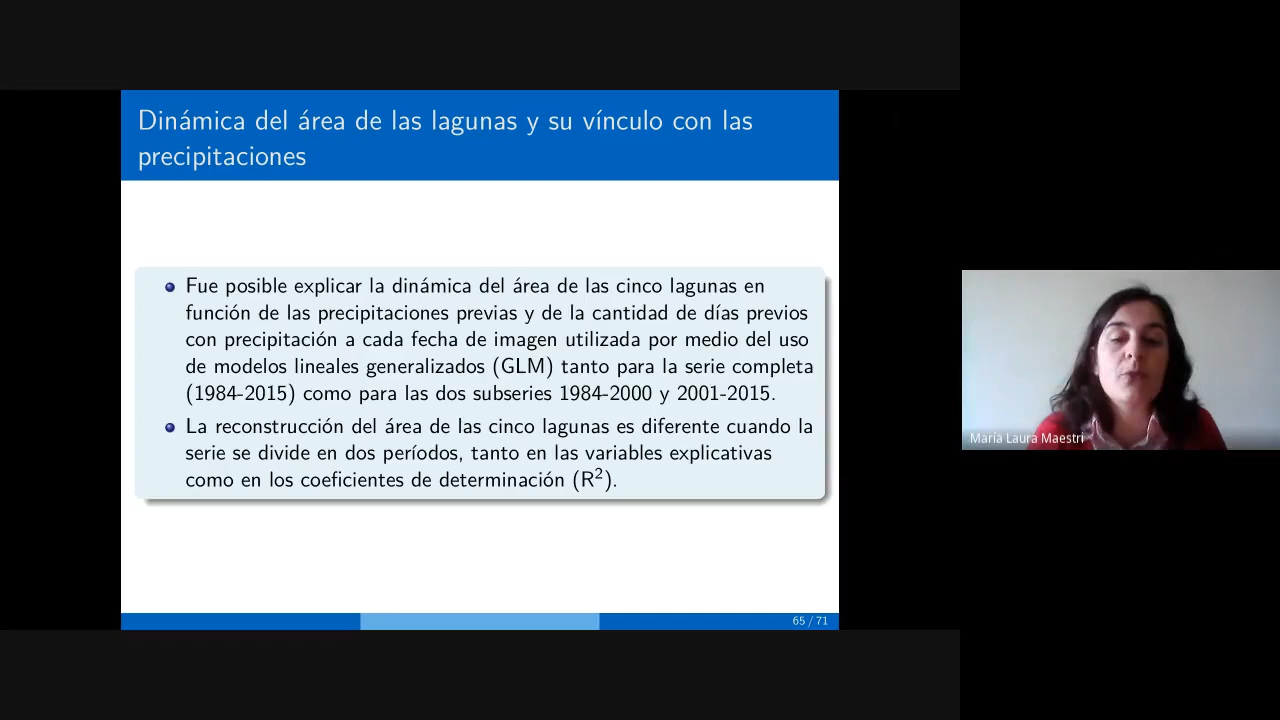 Dinámica del área de las lagunas y su vínculo con las
precipitaciones
Fue posible explicar la dinámica del área de las cinco lagunas en
función de las precipitaciones previas y de la cantidad de días previos
con precipitación a cada fecha de imagen utilizada por medio del uso
de modelos lineales generalizados (GLM) tanto para la serie completa
(1984-2015) como para las dos subseries 1984-2000 y 2001-2015.
La reconstrucción del área de las cinco lagunas es diferente cuando la
serie se divide en dos períodos, tanto en las variables explicativas
como en los coeficientes de determinación (R²).
65 / 71
María Laura Maestri